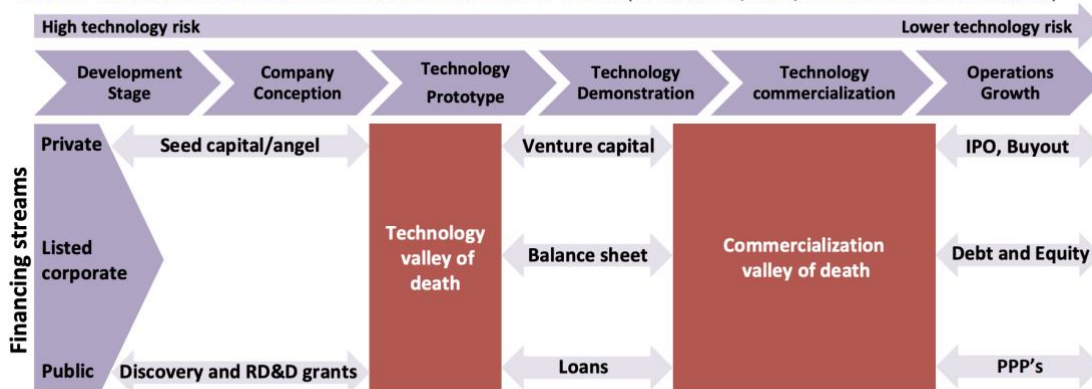 High technology risk
Lower technology risk
Development
Stage
Company
Conception
Technology
Prototype
Technology
Demonstration
Technology
commercialization
Operations
Growth
Financing streams
Private
Seed capital/angel
Venture capital
IPO, Buyout
Listed
corporate
Technology
valley of
death
Balance sheet
Commercialization
valley of death
Debt and Equity
Public
Discovery and RD&D grants
Loans
PPP's